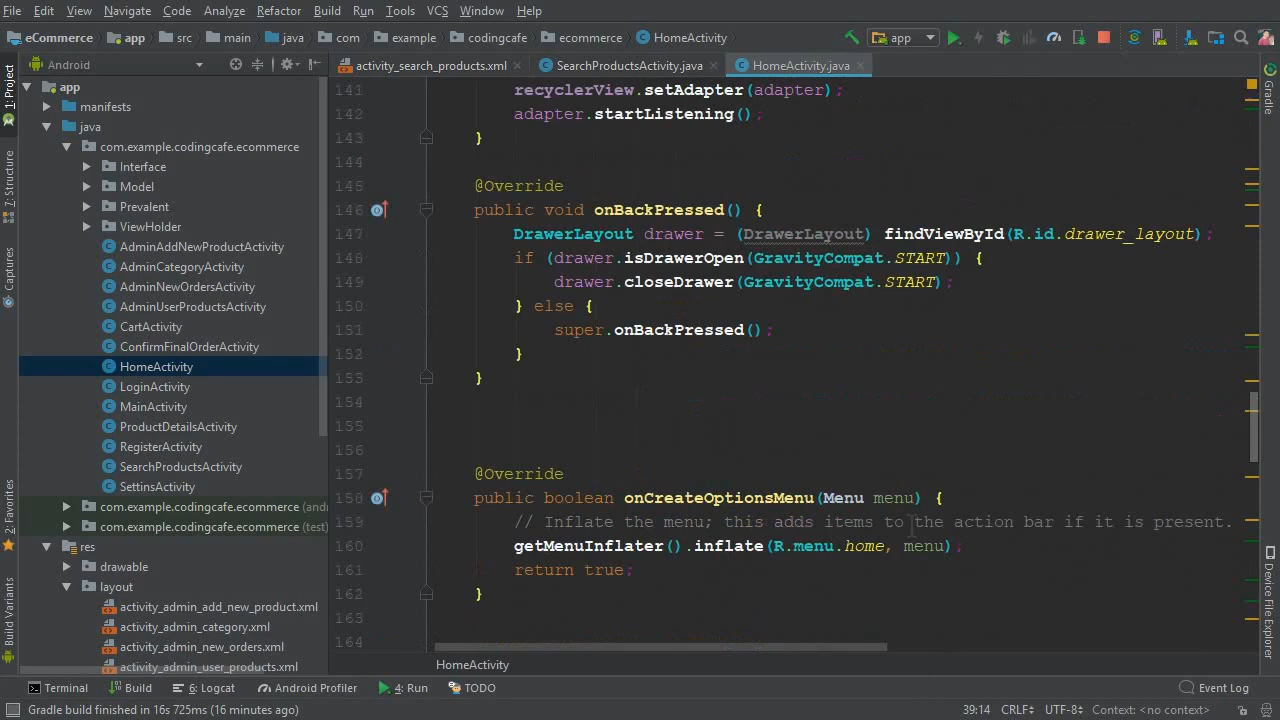 File Edit View Navigate Code Analyze Refactor Build Run Tools VCS Window Help
eCommerce app src main java com example codingcafe ecommerce HomeActivity app
Android activity_search_products.xml SearchProductsActivity.java HomeActivity.java
1: Project
7: Structure
Captures
2: Favorites
Build Variants
app
manifests
java
com.example.codingcafe.ecommerce
Interface
Model
Prevalent
ViewHolder
AdminAddNewProductActivity
AdminCategoryActivity
AdminNewOrdersActivity
AdminUserProductsActivity
CartActivity
ConfirmFinalOrderActivity
HomeActivity
LoginActivity
MainActivity
ProductDetailsActivity
RegisterActivity
SearchProductsActivity
SettinsActivity
com.example.codingcafe.ecommerce (and
com.example.codingcafe.ecommerce (test)
res
drawable
layout
activity_admin_add_new_product.xml
activity_admin_category.xml
activity_admin_new_orders.xml
activity_admin_user_products.xml
141 recyclerView.setAdapter(adapter);
142 adapter.startListening();
143 }
144
145 @Override
146 public void onBackPressed() {
147 DrawerLayout drawer = (DrawerLayout) findViewById(R.id.drawer_layout);
148 if (drawer.isDrawerOpen(GravityCompat.START)) {
149 drawer.closeDrawer(GravityCompat.START);
150 } else {
151 super.onBackPressed();
152 }
153 }
154
155
156
157 @Override
158 public boolean onCreateOptionsMenu(Menu menu) {
159 // Inflate the menu; this adds items to the action bar if it is present.
160 getMenuInflater().inflate(R.menu.home, menu);
161 return true;
162 }
163
164
HomeActivity
Gradle
Device File Explorer
Terminal Build 6: Logcat Android Profiler 4: Run TODO Event Log
Gradle build finished in 16s 725ms (16 minutes ago) 39:14 CRLF÷ UTF-8÷ Context: <no context>